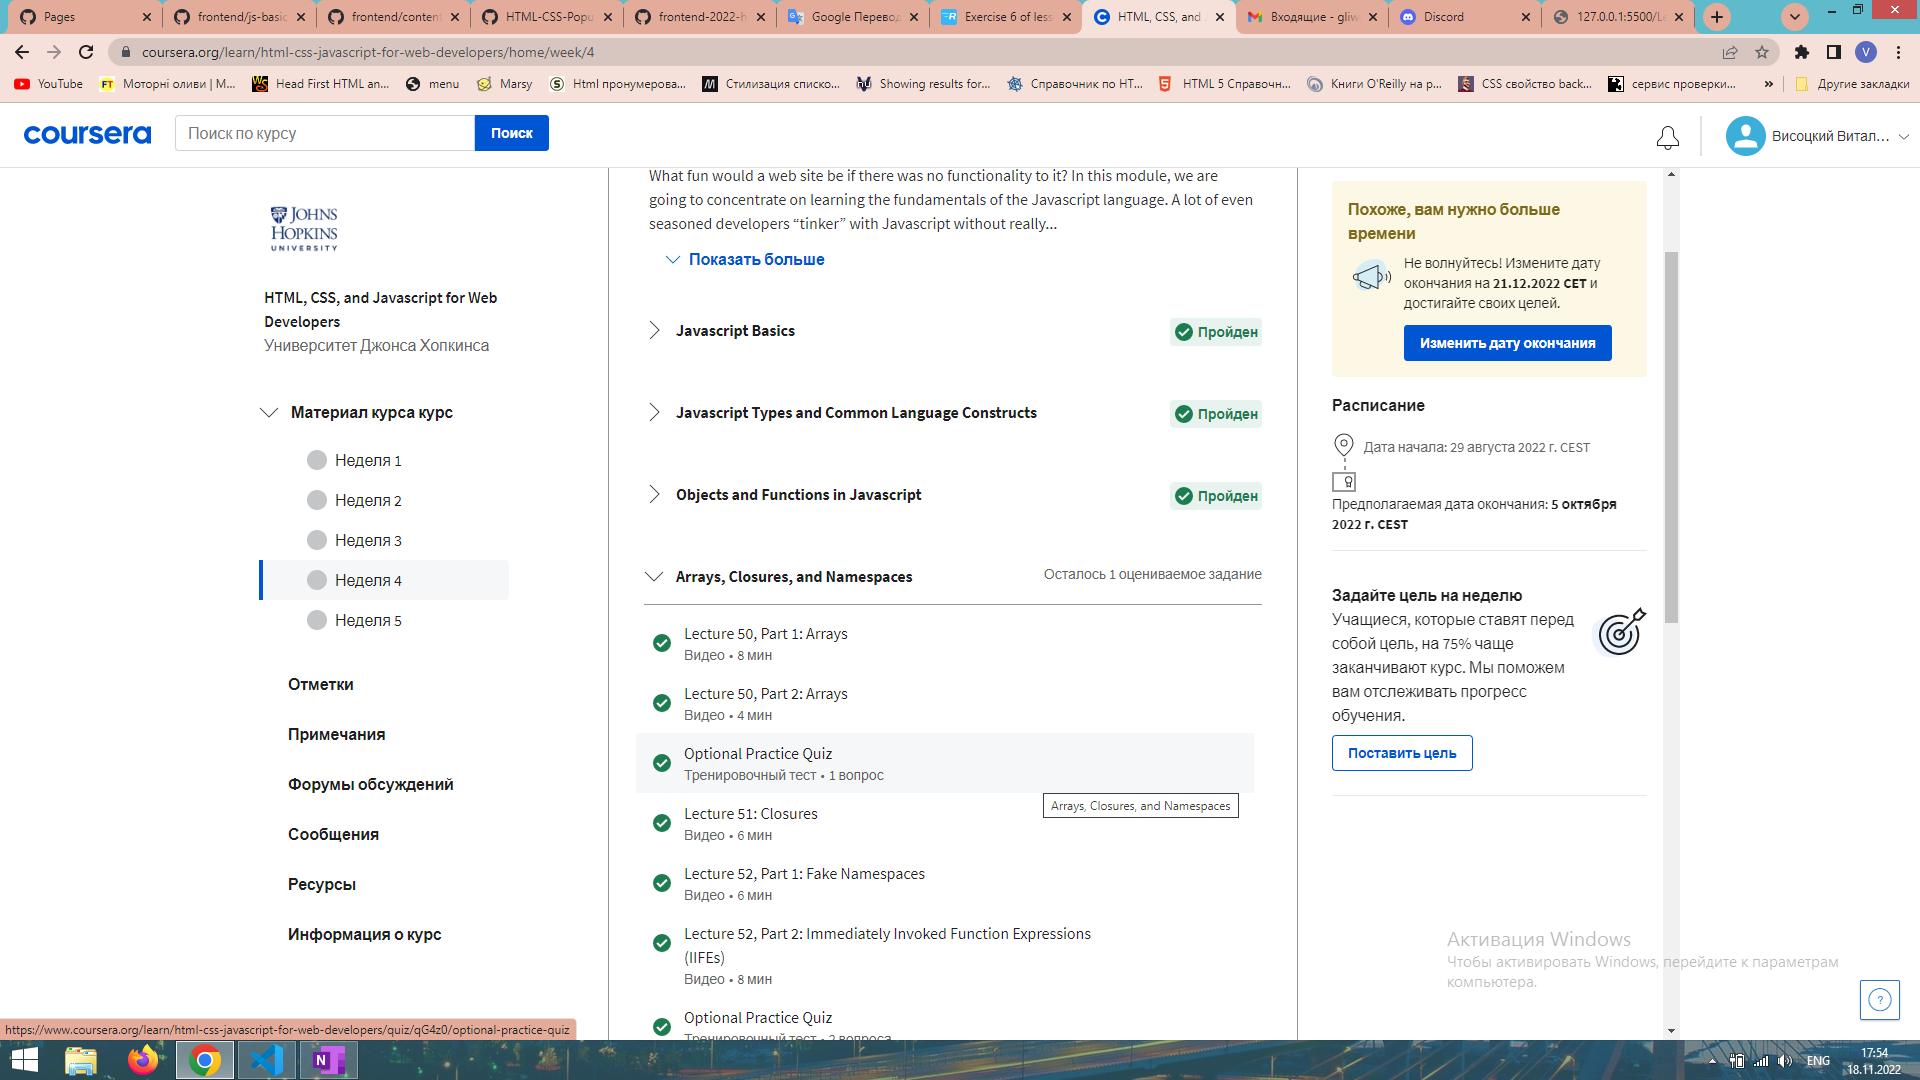 Pages
frontend/js-basic
frontend/content
HTML-CSS-Popu
frontend-2022-h
Google Перевод
Exercise 6 of less
HTML, CSS, and
Входящие - gliw
Discord
127.0.0.1:5500/Le
coursera.org/learn/html-css-javascript-for-web-developers/home/week/4
V
YouTube
Моторні оливи | M...
Head First HTML an...
menu
Marsy
Html пронумерова...
Стилизация списко...
Showing results for...
Справочник по HT...
HTML 5 Справочн...
Книги O'Reilly на р...
CSS свойство back...
сервис проверки...
»
Другие закладки
coursera
Поиск по курсу
Поиск
Висоцкий Витал...
JOHNS
HOPKINS
UNIVERSITY
HTML, CSS, and Javascript for Web
Developers
Университет Джонса Хопкинса
Материал курса курс
Неделя 1
Неделя 2
Неделя 3
Неделя 4
Неделя 5
Отметки
Примечания
Форумы обсуждений
Сообщения
Ресурсы
Информация о курс
What fun would a web site be if there was no functionality to it? In this module, we are
going to concentrate on learning the fundamentals of the Javascript language. A lot of even
seasoned developers “tinker” with Javascript without really...
Показать больше
Javascript Basics
Пройден
Javascript Types and Common Language Constructs
Пройден
Objects and Functions in Javascript
Пройден
Arrays, Closures, and Namespaces
Осталось 1 оцениваемое задание
Lecture 50, Part 1: Arrays
Видео • 8 мин
Lecture 50, Part 2: Arrays
Видео • 4 мин
Optional Practice Quiz
Тренировочный тест • 1 вопрос
Arrays, Closures, and Namespaces
Lecture 51: Closures
Видео • 6 мин
Lecture 52, Part 1: Fake Namespaces
Видео • 6 мин
Lecture 52, Part 2: Immediately Invoked Function Expressions
(IIFEs)
Видео • 8 мин
Optional Practice Quiz
Тренировочный тест • 2 вопроса
Похоже, вам нужно больше
времени
Не волнуйтесь! Измените дату
окончания на 21.12.2022 CET и
достигайте своих целей.
Изменить дату окончания
Расписание
Дата начала: 29 августа 2022 г. CEST
Предполагаемая дата окончания: 5 октября
2022 г. CEST
Задайте цель на неделю
Учащиеся, которые ставят перед
собой цель, на 75% чаще
заканчивают курс. Мы поможем
вам отслеживать прогресс
обучения.
Поставить цель
Активация Windows
Чтобы активировать Windows, перейдите к параметрам
компьютера.
https://www.coursera.org/learn/html-css-javascript-for-web-developers/quiz/qG4z0/optional-practice-quiz
ENG
17:54
18.11.2022